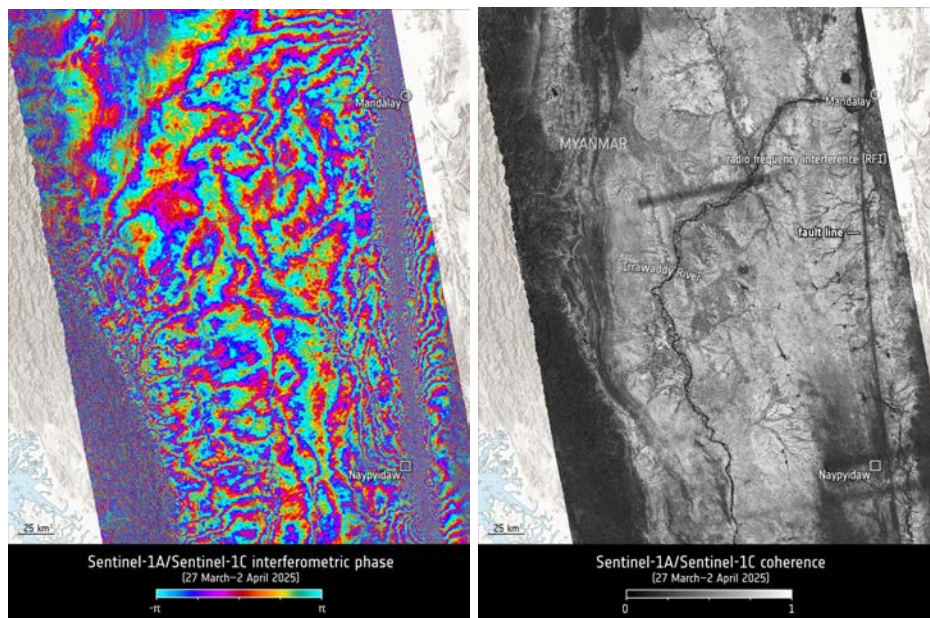 Mandalay
Naypyidaw
25 km
Sentinel-1A/Sentinel-1C interferometric phase
(27 March–2 April 2025)
-π
π
Mandalay
MYANMAR
radio frequency interference (RFI)
fault line
Irrawaddy River
Naypyidaw
25 km
Sentinel-1A/Sentinel-1C coherence
(27 March–2 April 2025)
0
1